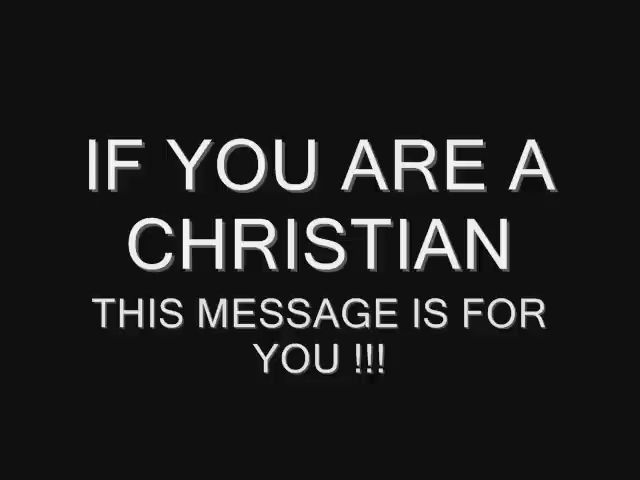 IF YOU ARE A
CHRISTIAN
THIS MESSAGE IS FOR
YOU !!!